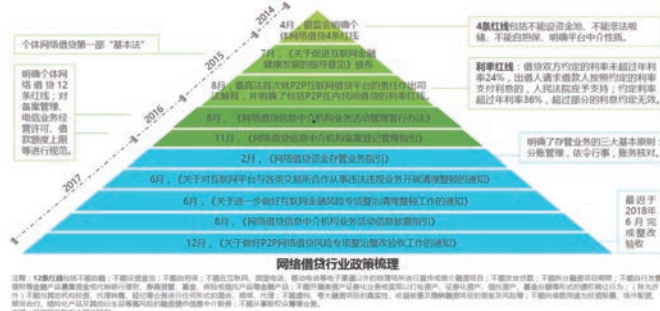 2014
4月，银监会明确个
体网络借贷4条红线
4条红线包括不能设资金池、不能非法吸
储、不能自担保、明确平台中介性质。
个体网络借贷第一部“基本法”
2015
7月，《关于促进互联网金融
健康发展的指导意见》颁布
利率红线：借贷双方约定的利率未超过年
利率24%，出借人请求借款人按照约定的利率
支付利息的，人民法院应予支持；约定利率
超过年利率36%，超过部分的利息约定无效。
8月，最高法首次就P2P互联网借贷平台的责任作出司
法解释，并明确了包括P2P在内民间借贷的利率红线。
明确个体网
络借贷12
条红线；对
备案管理、
电信业务经
营许可、借
款额度上限
等进行规范。
2016
8月，《网络借贷信息中介机构业务活动管理暂行办法》
11月，《网络借贷信息中介机构备案登记管理指引》
明确了存管业务的三大基本原则：
分账管理，依令行事，账务核对。
2017
2月，《网络借贷资金存管业务指引》
6月，《关于对互联网平台与各类交易所合作从事违法违规业务开展清理整顿的通知》
6月，《关于进一步做好互联网金融风险专项整治清理整顿工作的通知》
8月，《网络借贷信息中介机构业务活动信息披露指引》
12月，《关于做好P2P网络借贷风险专项整治整改验收工作的通知》
最迟于
2018年
6月完
成整改
验收
网络借贷行业政策梳理